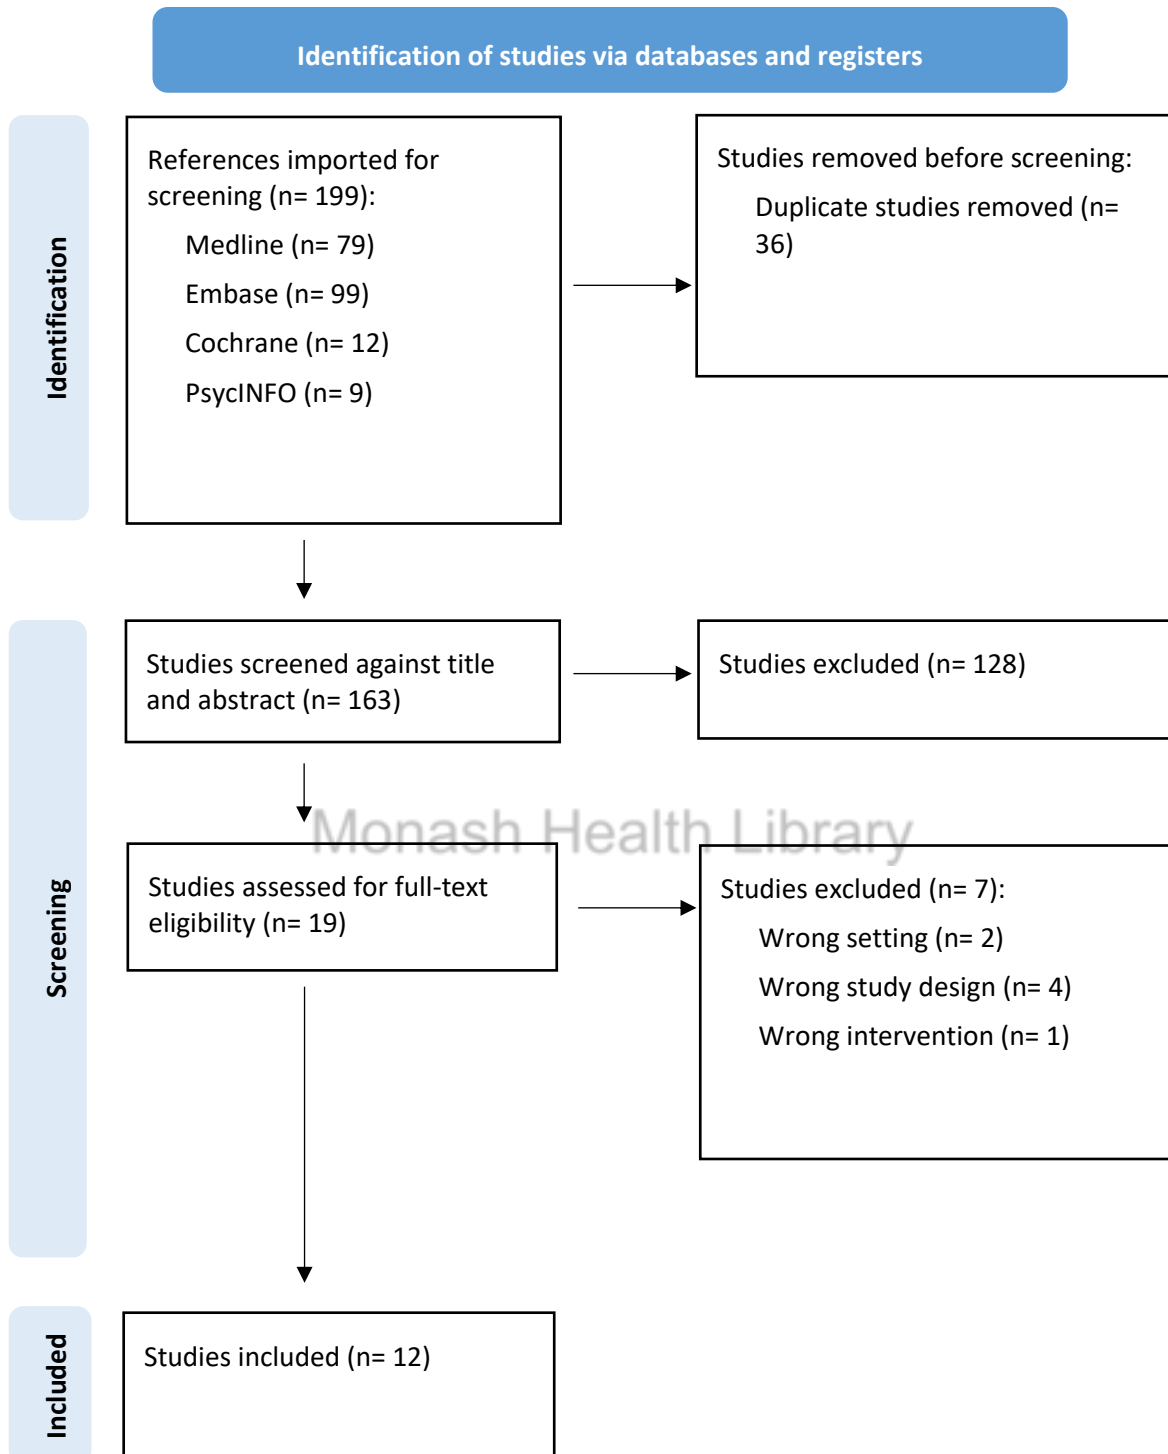 Identification of studies via databases and registers
Identification
References imported for
screening (n= 199):
Medline (n= 79)
Embase (n= 99)
Cochrane (n= 12)
PsycINFO (n= 9)
Studies removed before screening:
Duplicate studies removed (n=
36)
Screening
Studies screened against title
and abstract (n= 163)
Studies excluded (n= 128)
Monash Health Library
Studies assessed for full-text
eligibility (n= 19)
Studies excluded (n= 7):
Wrong setting (n= 2)
Wrong study design (n= 4)
Wrong intervention (n= 1)
Included
Studies included (n= 12)